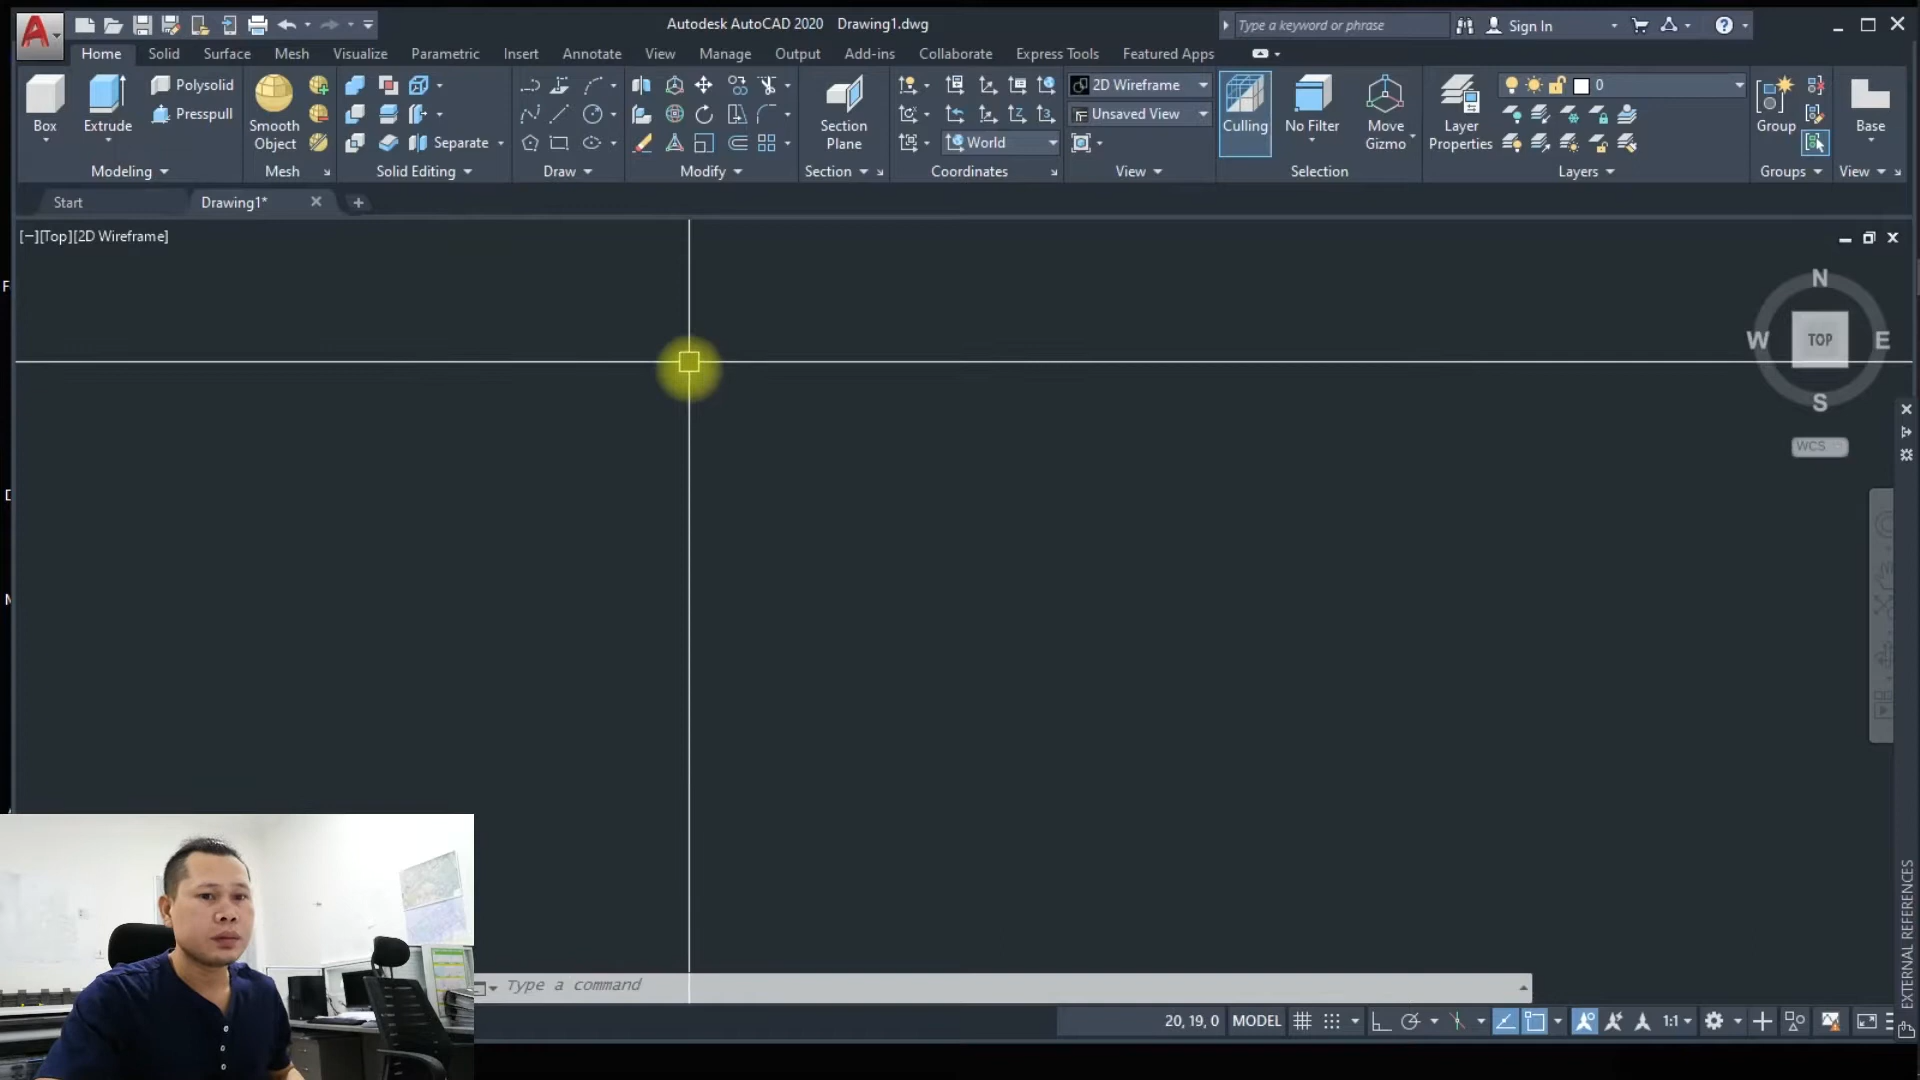 Autodesk AutoCAD 2020 Drawing1.dwg
Type a keyword or phrase
Sign In
Home Solid Surface Mesh Visualize Parametric Insert Annotate View Manage Output Add-ins Collaborate Express Tools Featured Apps
Box
Extrude
Polysolid
Presspull
Modeling
Smooth
Object
Mesh
Separate
Solid Editing
Draw
Modify
Section
Plane
Section
World
Coordinates
2D Wireframe
Unsaved View
View
Culling
No Filter
Move
Gizmo
Selection
Layer
Properties
0
Layers
Group
Groups
Base
View
Start
Drawing1*
[−][Top][2D Wireframe]
N
W
TOP
E
S
WCS
EXTERNAL REFERENCES
Type a command
20, 19, 0
MODEL
1:1